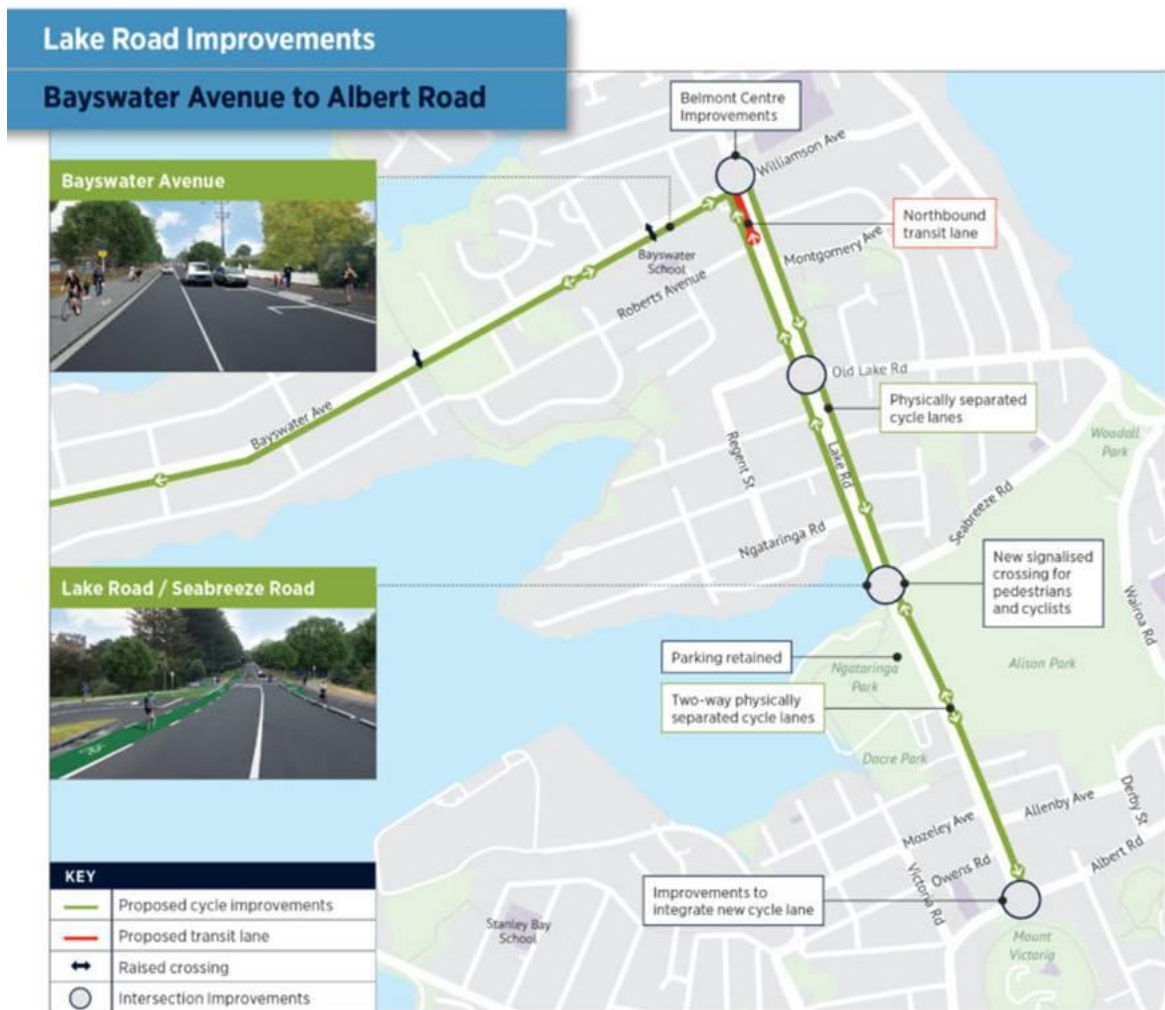 Lake Road Improvements
Bayswater Avenue to Albert Road
Belmont Centre
Improvements
Williamson Ave
Bayswater Avenue
Northbound
transit lane
Montgomery Ave
Bayswater
School
Roberts Avenue
Old Lake Rd
Physically separated
cycle lanes
Bayswater Ave
Regent St
Lake Rd
Woodall
Park
Seabreeze Rd
Ngataringa Rd
Lake Road / Seabreeze Road
New signalised
crossing for
pedestrians
and cyclists
Wairoa Rd
Parking retained
Ngataringa
Park
Alison Park
Two-way physically
separated cycle lanes
Dacre Park
Derby St
Allenby Ave
Mozeley Ave
Albert Rd
Owens Rd
Victoria Rd
Improvements to
integrate new cycle lane
Stanley Bay
School
Mount
Victoria
KEY
Proposed cycle improvements
Proposed transit lane
Raised crossing
Intersection Improvements